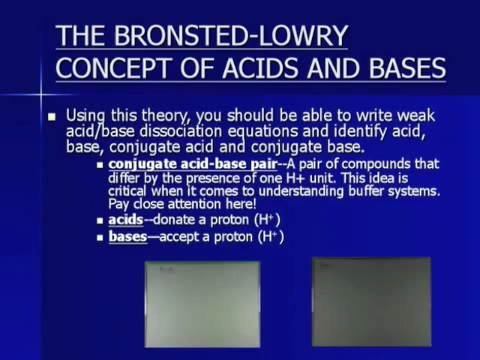 THE BRONSTED-LOWRY
CONCEPT OF ACIDS AND BASES
Using this theory, you should be able to write weak
acid/base dissociation equations and identify acid,
base, conjugate acid and conjugate base.
conjugate acid-base pair--A pair of compounds that
differ by the presence of one H+ unit. This idea is
critical when it comes to understanding buffer systems.
Pay close attention here!
acids--donate a proton (H⁺)
bases—accept a proton (H⁺)